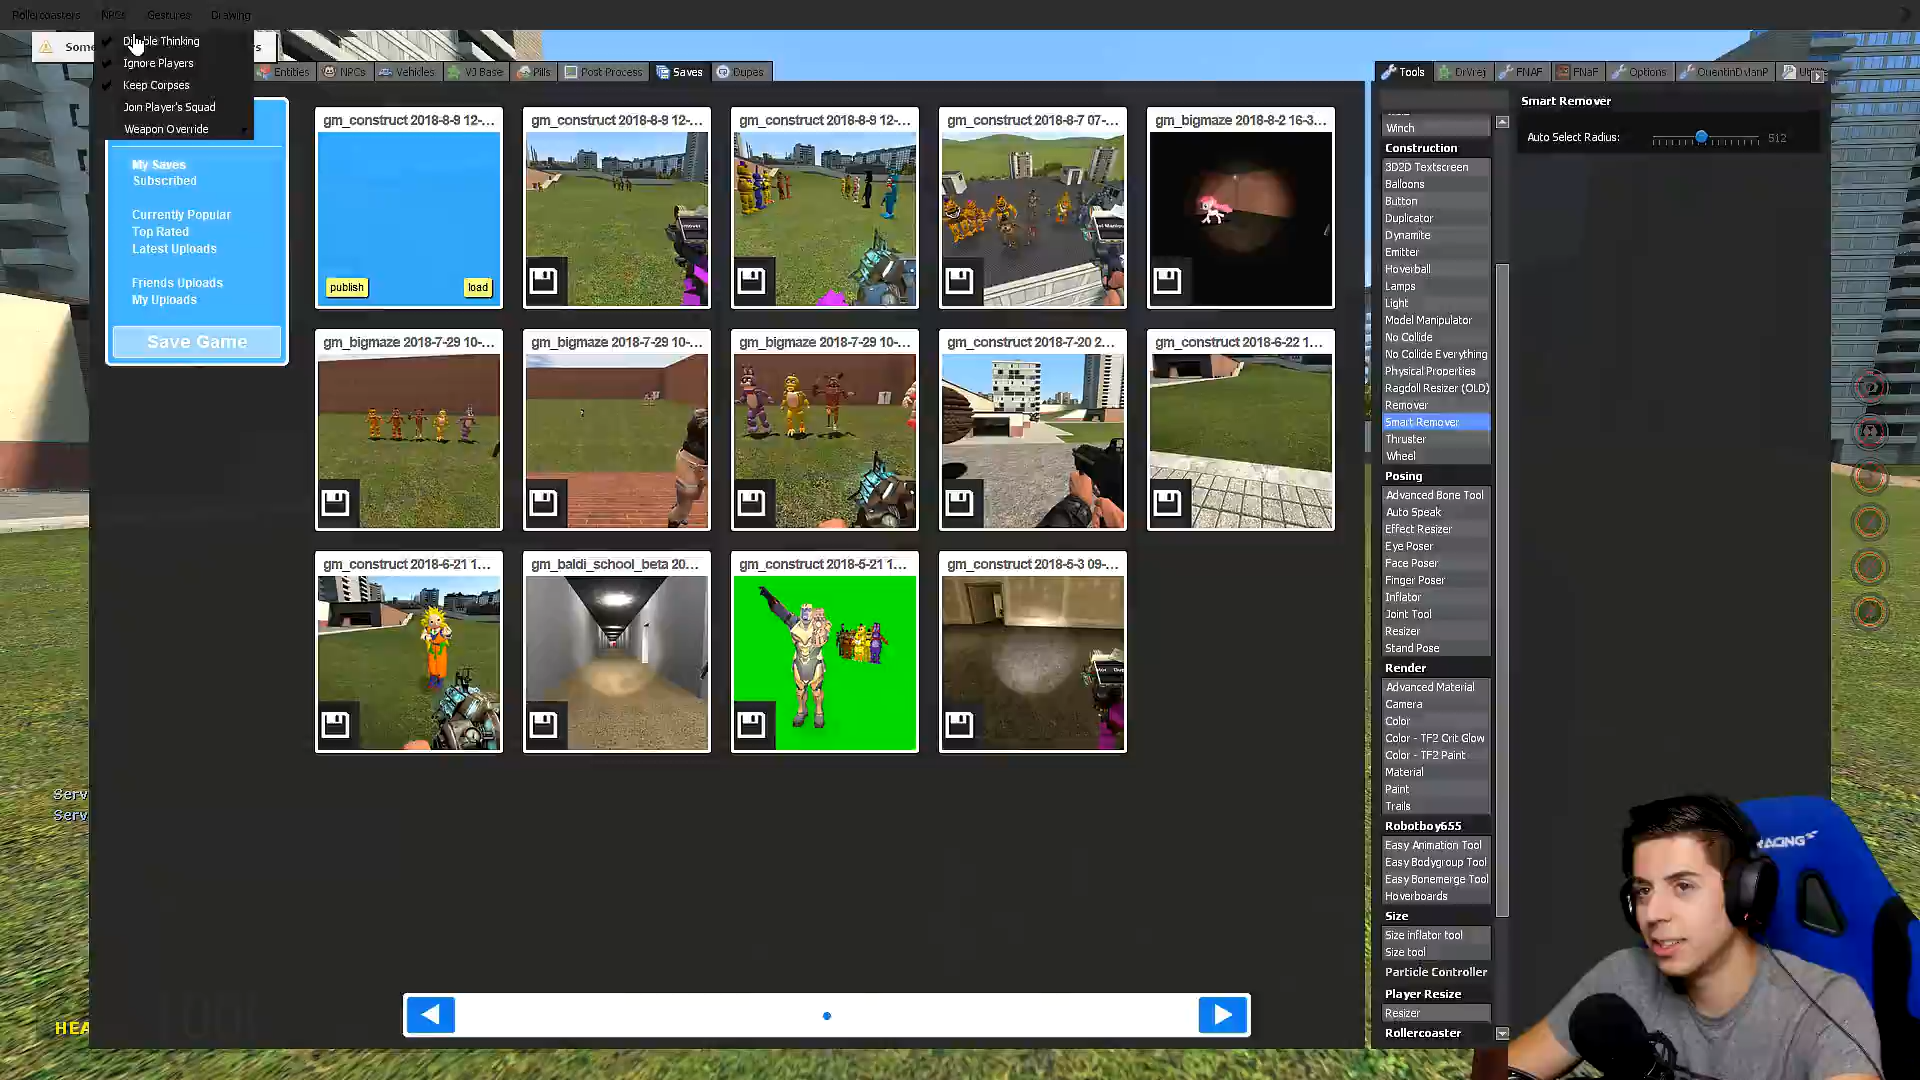 Rollercoasters NPCs Gestures Drawing
Some
Disable Thinking
Ignore Players
Keep Corpses
Join Player's Squad
Weapon Override
Entities NPCs Vehicles VJ Base Pills Post Process Saves Dupes
My Saves
Subscribed
Currently Popular
Top Rated
Latest Uploads
Friends Uploads
My Uploads
Save Game
gm_construct 2018-8-9 12-...
gm_construct 2018-8-9 12-...
gm_construct 2018-8-9 12-...
gm_construct 2018-8-7 07-...
gm_bigmaze 2018-8-2 16-3...
publish load
gm_bigmaze 2018-7-29 10-...
gm_bigmaze 2018-7-29 10-...
gm_bigmaze 2018-7-29 10-...
gm_construct 2018-7-20 2...
gm_construct 2018-6-22 1...
gm_construct 2018-6-21 1...
gm_baldi_school_beta 20...
gm_construct 2018-5-21 1...
gm_construct 2018-5-3 09-...
Serv
Serv
HEA
Tools DrVrej FNAF FNaF Options QuentinDylanP
Winch
Construction
3D2D Textscreen
Balloons
Button
Duplicator
Dynamite
Emitter
Hoverball
Lamps
Light
Model Manipulator
No Collide
No Collide Everything
Physical Properties
Ragdoll Resizer (OLD)
Remover
Smart Remover
Thruster
Wheel
Posing
Advanced Bone Tool
Auto Speak
Effect Resizer
Eye Poser
Face Poser
Finger Poser
Inflator
Joint Tool
Resizer
Stand Pose
Render
Advanced Material
Camera
Color
Color - TF2 Crit Glow
Color - TF2 Paint
Material
Paint
Trails
Robotboy655
Easy Animation Tool
Easy Bodygroup Tool
Easy Bonemerge Tool
Hoverboards
Size
Size inflator tool
Size tool
Particle Controller
Player Resize
Resizer
Rollercoaster
Smart Remover
Auto Select Radius: 512
RACING